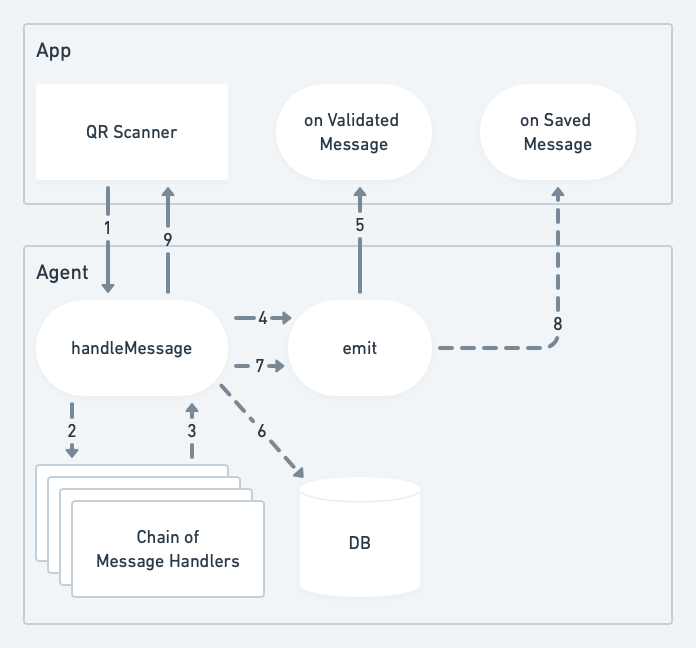 App
QR Scanner
on Validated
Message
on Saved
Message
1
9
5
Agent
handleMessage
4
7
emit
8
2
3
6
Chain of
Message Handlers
DB